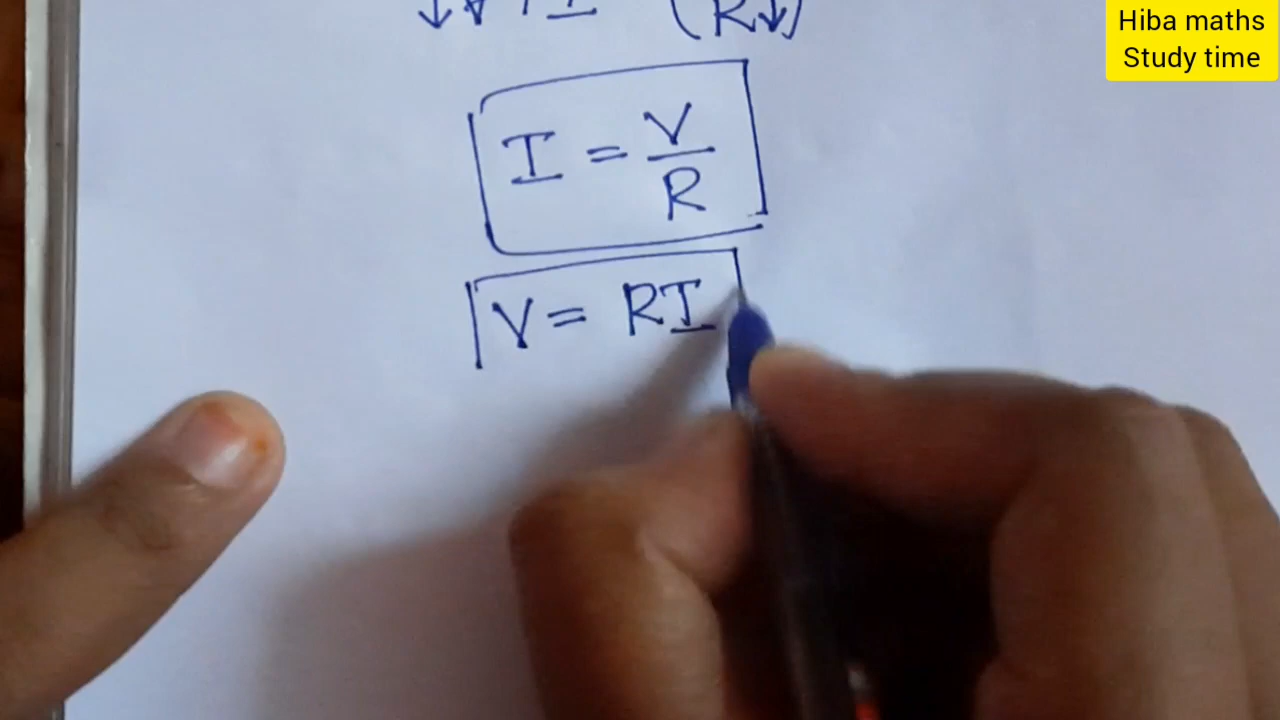 Hiba maths
Study time
(R↓)
I = V/R
V = RI